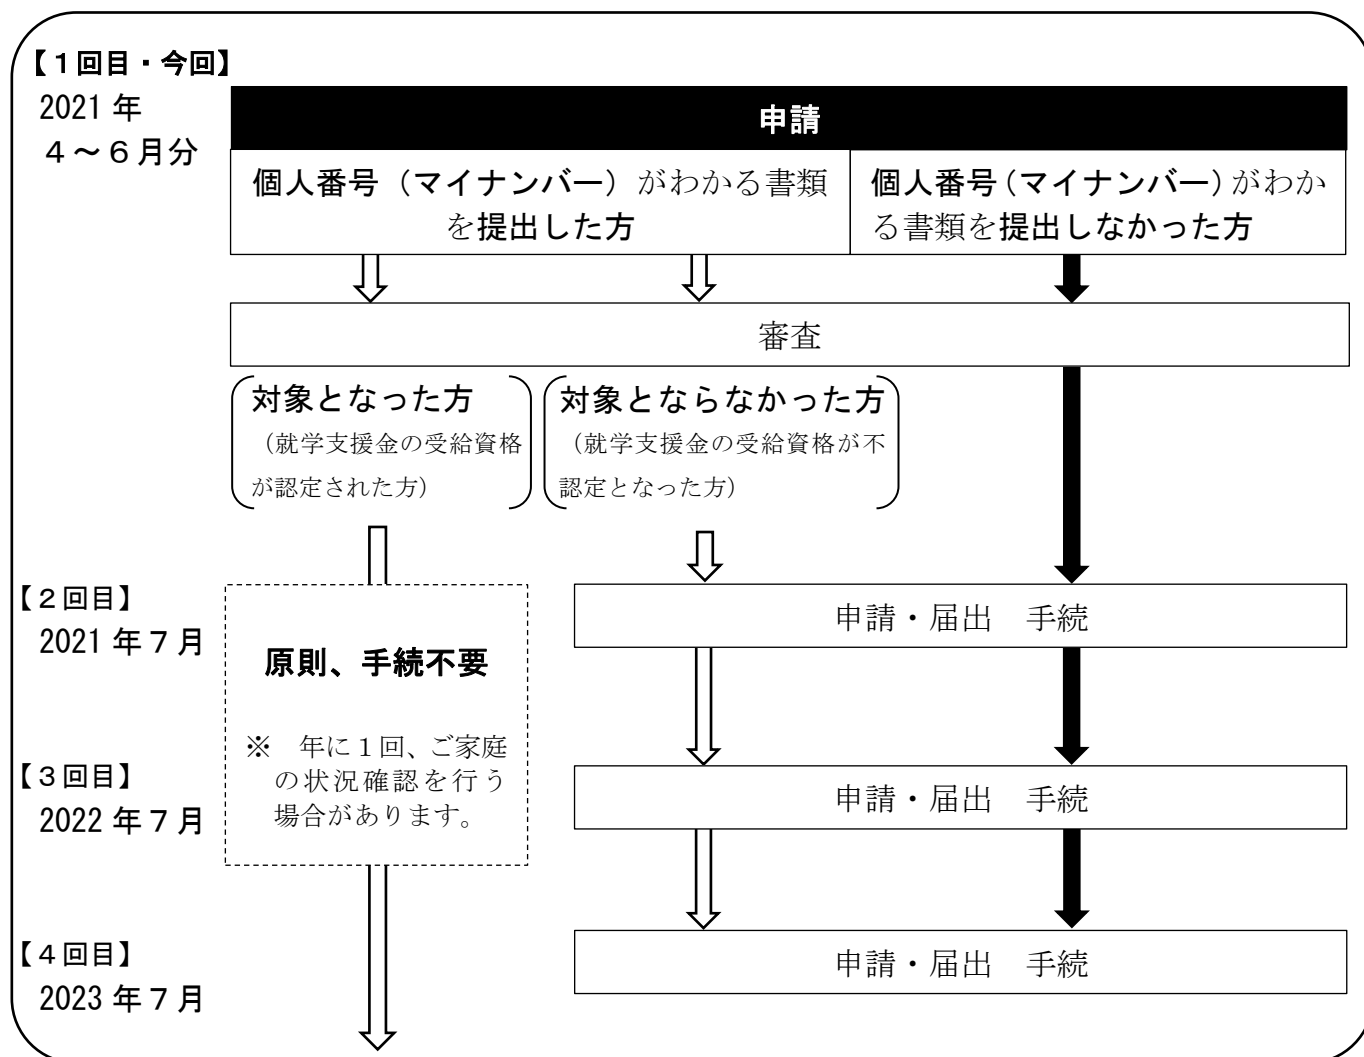 【１回目・今回】
2021 年
４～６月分
申請
個人番号（マイナンバー）がわかる書類
を提出した方
個人番号（マイナンバー）がわか
る書類を提出しなかった方
審査
対象となった方
（就学支援金の受給資格
が認定された方）
対象とならなかった方
（就学支援金の受給資格が不
認定となった方）
【２回目】
2021 年７月
原則、手続不要
※　年に１回、ご家庭
の状況確認を行う
場合があります。
申請・届出　手続
【３回目】
2022 年７月
申請・届出　手続
【４回目】
2023 年７月
申請・届出　手続